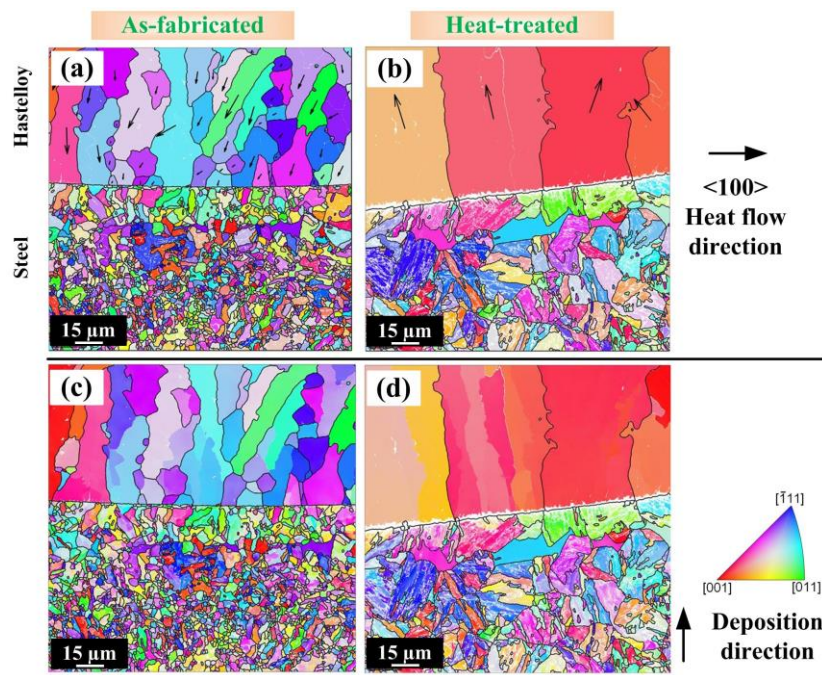 As-fabricated
Heat-treated
Hastelloy
Steel
(a)
15 µm
(b)
15 µm
<100>
Heat flow
direction
(c)
15 µm
(d)
15 µm
[1̅11]
[001]
[011]
Deposition
direction